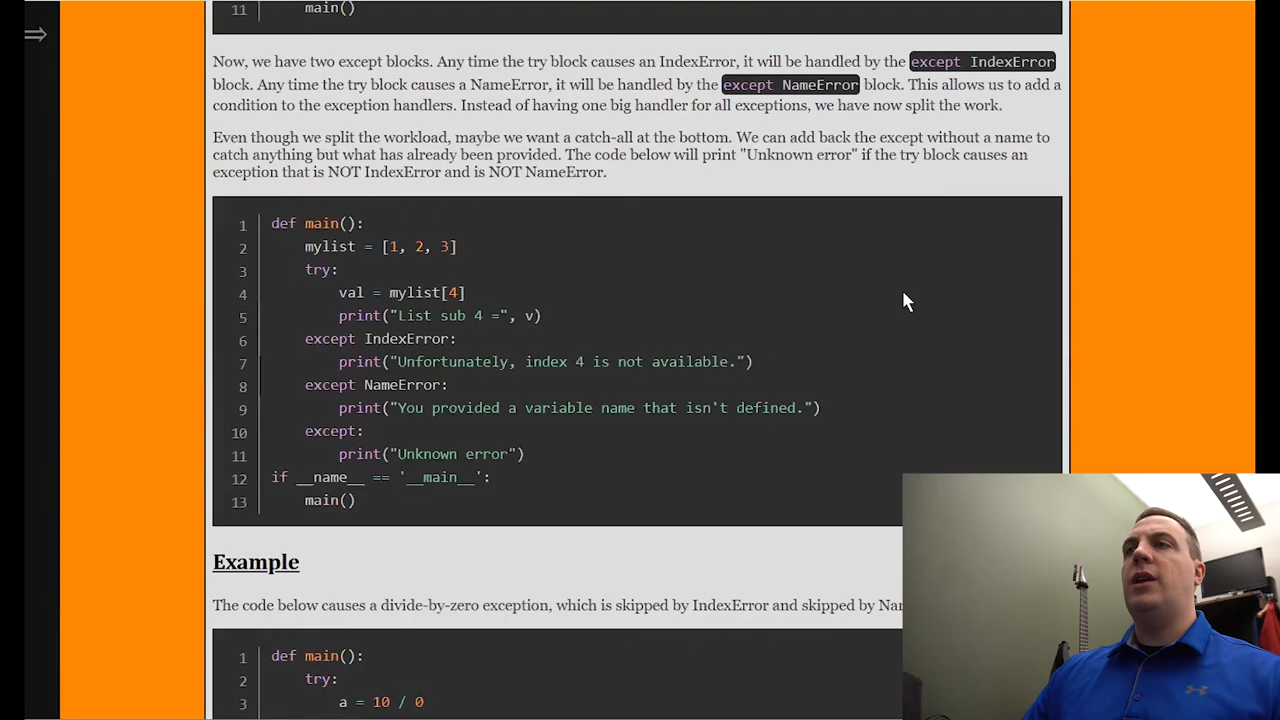 ⇒
11 main()
Now, we have two except blocks. Any time the try block causes an IndexError, it will be handled by the except IndexError
block. Any time the try block causes a NameError, it will be handled by the except NameError block. This allows us to add a
condition to the exception handlers. Instead of having one big handler for all exceptions, we have now split the work.
Even though we split the workload, maybe we want a catch-all at the bottom. We can add back the except without a name to
catch anything but what has already been provided. The code below will print "Unknown error" if the try block causes an
exception that is NOT IndexError and is NOT NameError.
1 def main():
2 mylist = [1, 2, 3]
3 try:
4 val = mylist[4]
5 print("List sub 4 =", v)
6 except IndexError:
7 print("Unfortunately, index 4 is not available.")
8 except NameError:
9 print("You provided a variable name that isn't defined.")
10 except:
11 print("Unknown error")
12 if __name__ == '__main__':
13 main()
Example
The code below causes a divide-by-zero exception, which is skipped by IndexError and skipped by
1 def main():
2 try:
3 a = 10 / 0